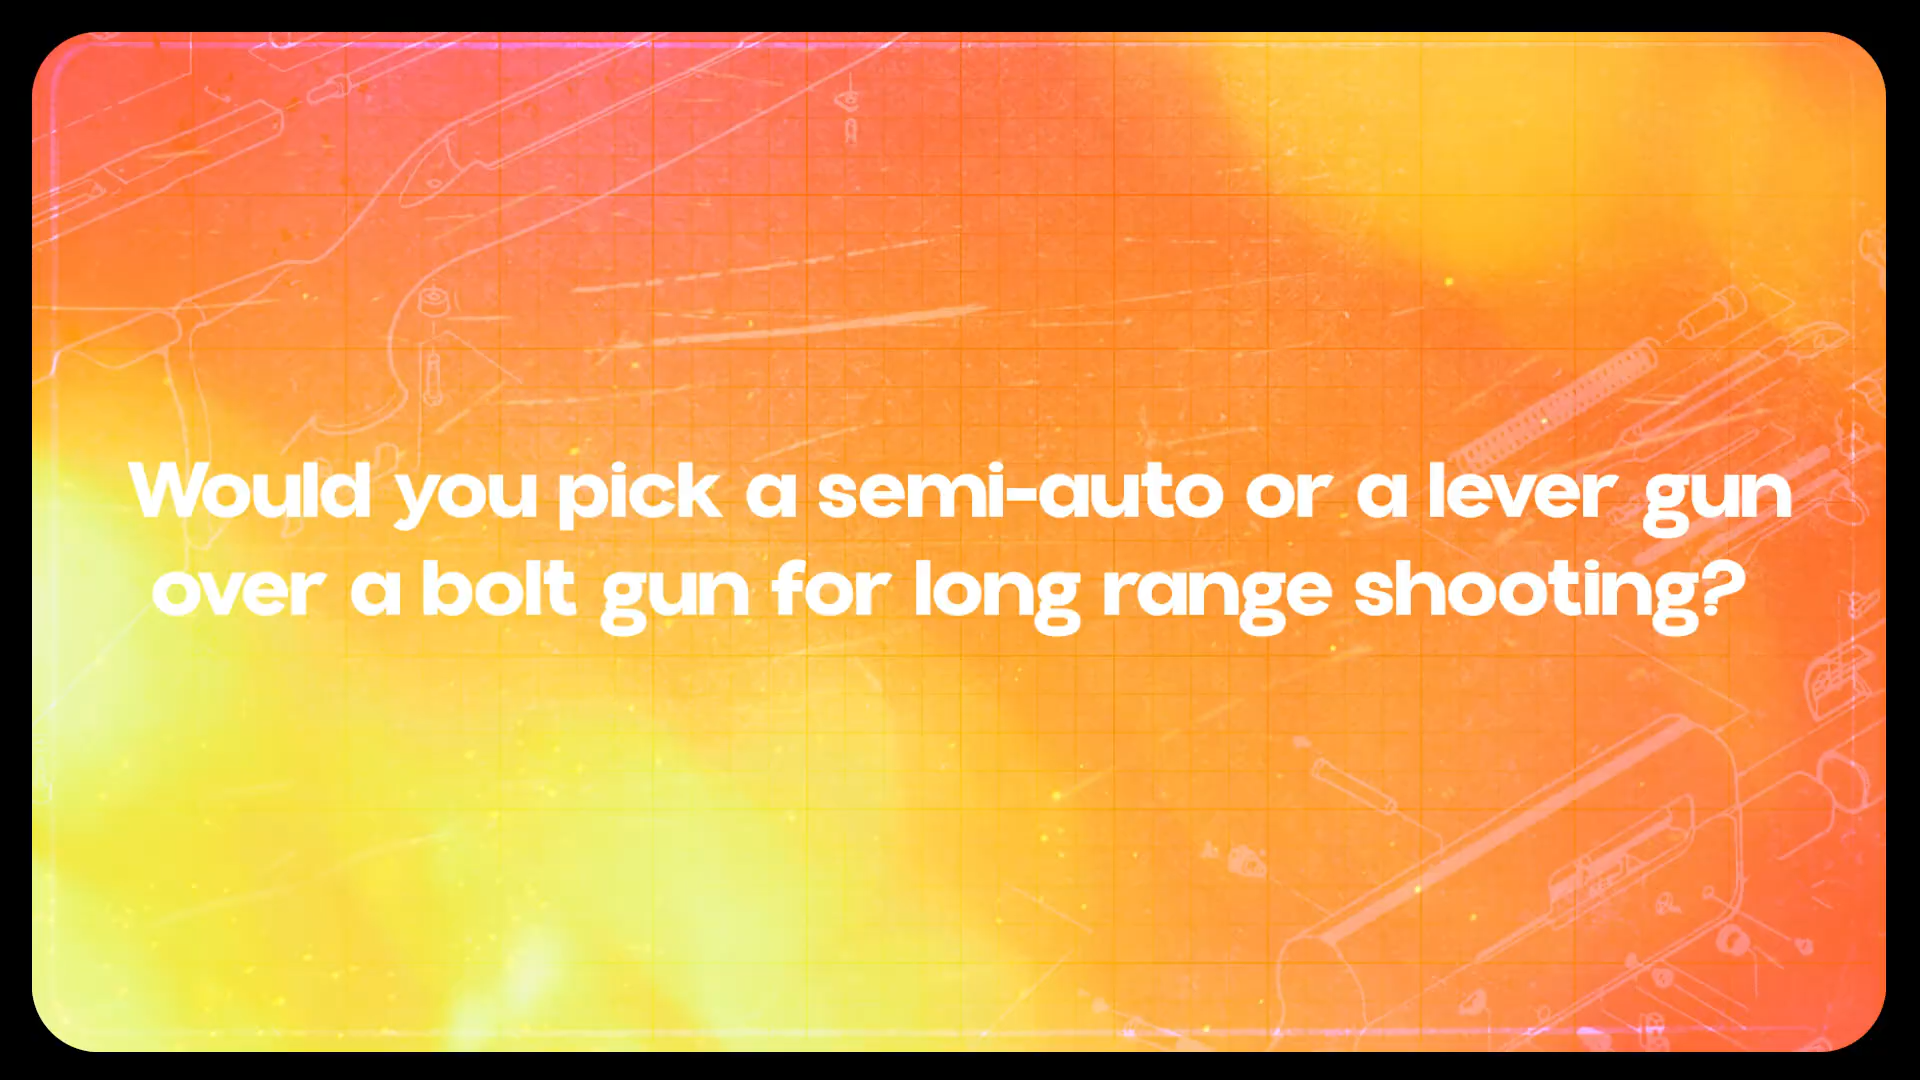 Would you pick a semi-auto or a lever gun
over a bolt gun for long range shooting?